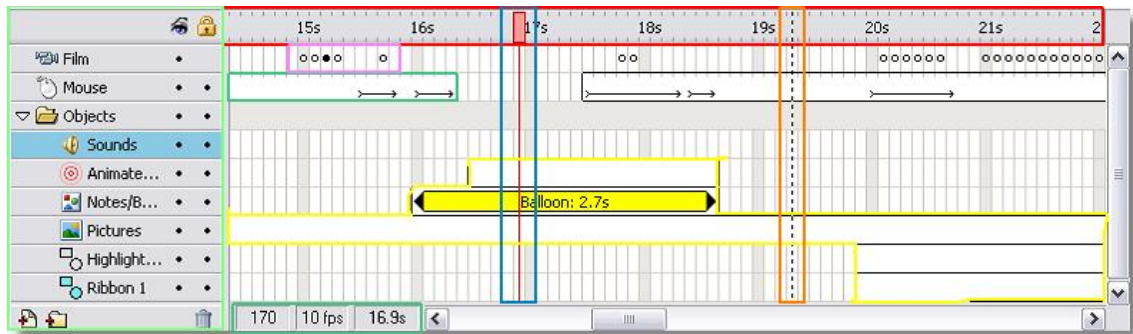 15s 16s 17s 18s 19s 20s 21s 2
Film
Mouse
Objects
Sounds
Animate...
Notes/B...
Balloon: 2.7s
Pictures
Highlight...
Ribbon 1
170 10 fps 16.9s